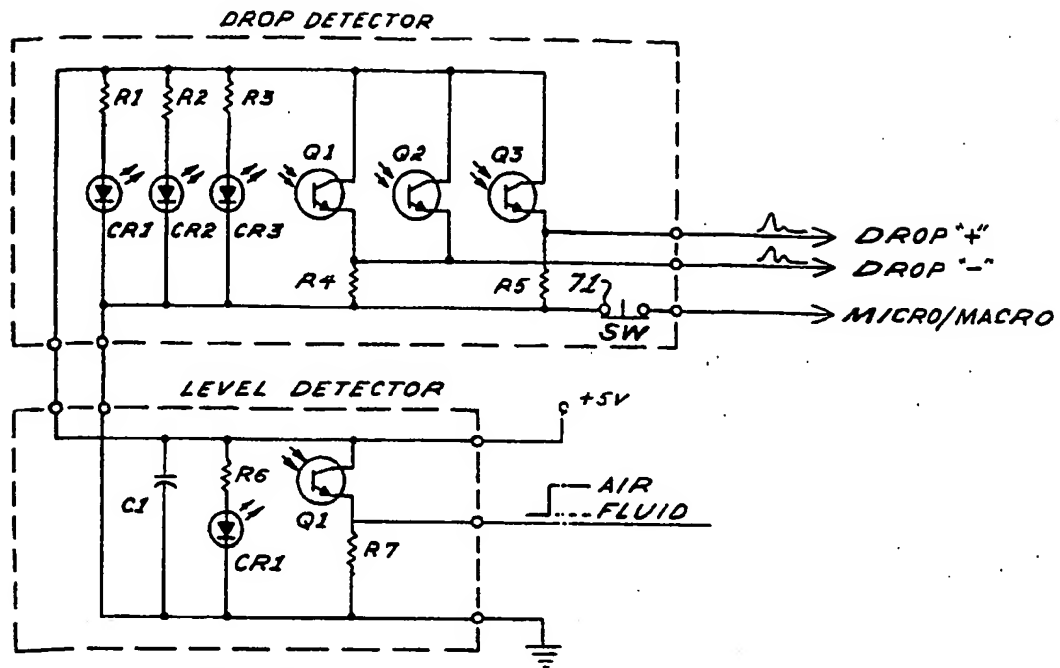 DROP DETECTOR
R1 R2 R3
Q1 Q2 Q3
CR1 CR2 CR3
DROP "+"
DROP "-"
R4 R5 71
SW
MICRO/MACRO
LEVEL DETECTOR
+5V
C1 R6 Q1
AIR
FLUID
CR1 R7